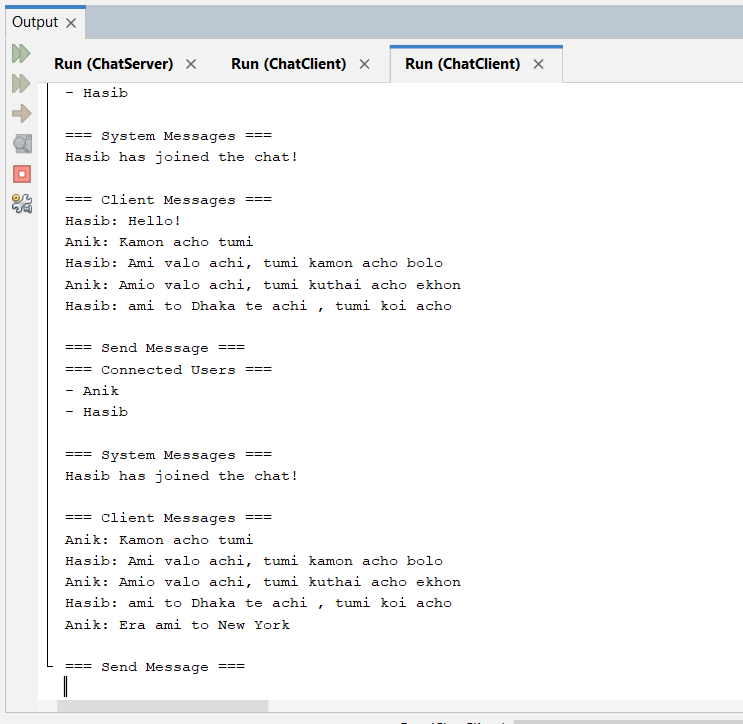 Output
Run (ChatServer)
Run (ChatClient)
Run (ChatClient)
- Hasib
=== System Messages ===
Hasib has joined the chat!
=== Client Messages ===
Hasib: Hello!
Anik: Kamon acho tumi
Hasib: Ami valo achi, tumi kamon acho bolo
Anik: Amio valo achi, tumi kuthai acho ekhon
Hasib: ami to Dhaka te achi , tumi koi acho
=== Send Message ===
=== Connected Users ===
- Anik
- Hasib
=== System Messages ===
Hasib has joined the chat!
=== Client Messages ===
Anik: Kamon acho tumi
Hasib: Ami valo achi, tumi kamon acho bolo
Anik: Amio valo achi, tumi kuthai acho ekhon
Hasib: ami to Dhaka te achi , tumi koi acho
Anik: Era ami to New York
=== Send Message ===